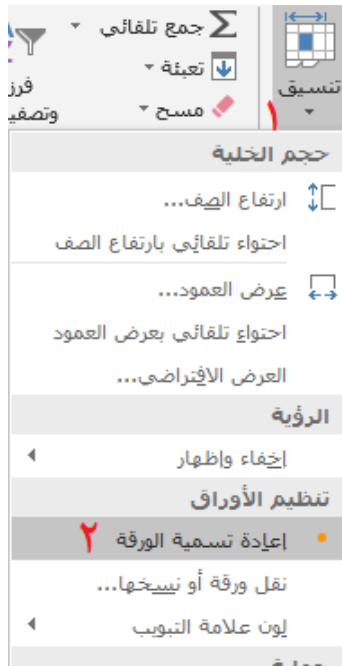 تنسيق
١
جمع تلقائي
تعبئة
مسح
فرز
وتصفي
حجم الخلية
ارتفاع الصف...
احتواء تلقائي بارتفاع الصف
عرض العمود...
احتواء تلقائي بعرض العمود
العرض الافتراضي...
الرؤية
إخفاء وإظهار
تنظيم الأوراق
إعادة تسمية الورقة ٢
نقل ورقة أو نسخها...
لون علامة التبويب